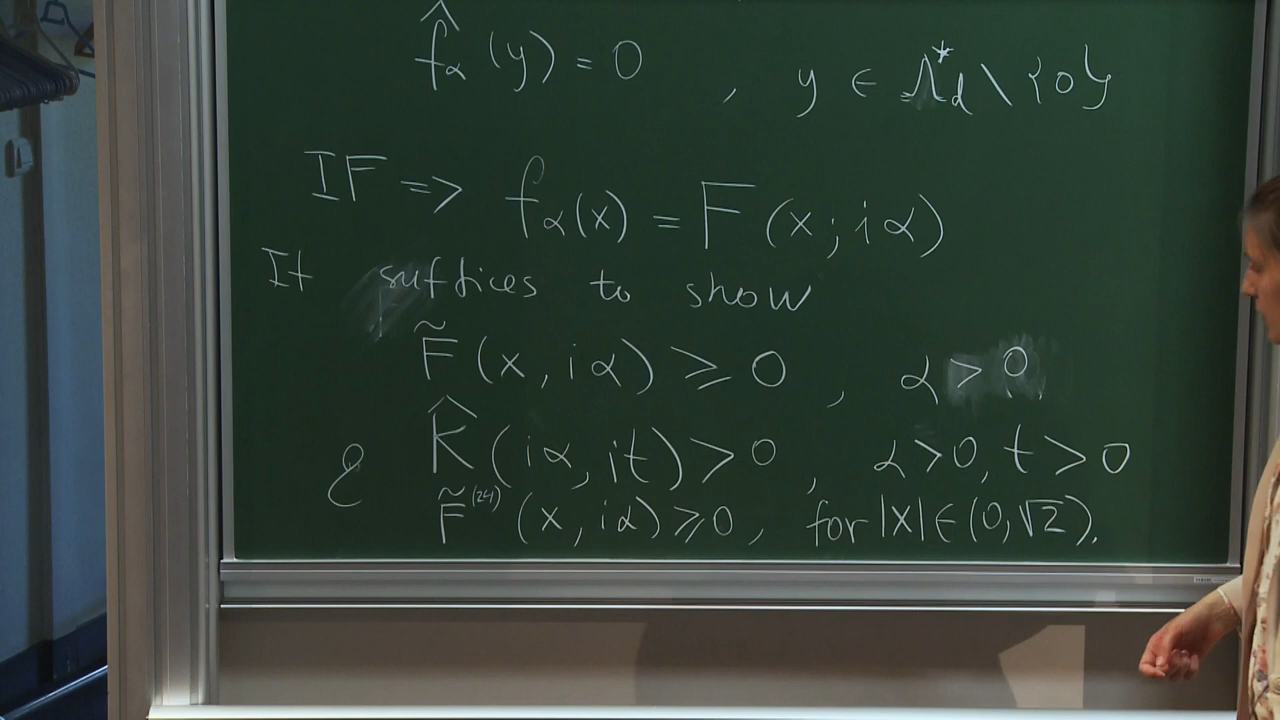 f̂_α (y) = 0 , y ∈ Λ*_d \ {0}
IF => f_α(x) = F(x; iα)
It suffices to show
F̃(x, iα) ⩾ 0 , α > 0
& K̂(iα, it) > 0 , α > 0, t > 0
F̃^(24)(x, iα) ⩾ 0, for |x| ∈ (0, √2).